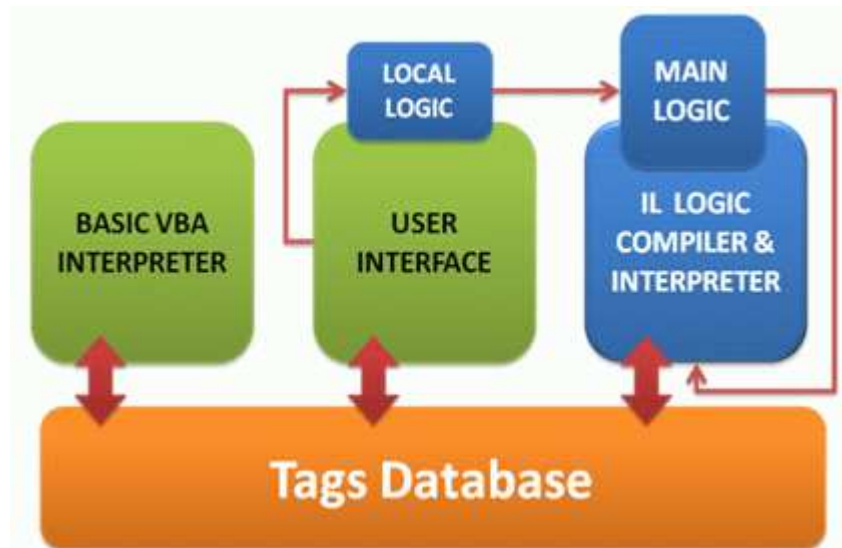 LOCAL
LOGIC
MAIN
LOGIC
BASIC VBA
INTERPRETER
USER
INTERFACE
IL LOGIC
COMPILER &
INTERPRETER
Tags Database